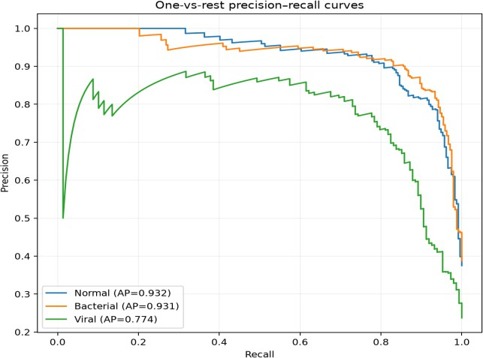 One-vs-rest precision–recall curves
Precision
1.0
0.9
0.8
0.7
0.6
0.5
0.4
0.3
0.2
Normal (AP=0.932)
Bacterial (AP=0.931)
Viral (AP=0.774)
0.0 0.2 0.4 0.6 0.8 1.0
Recall